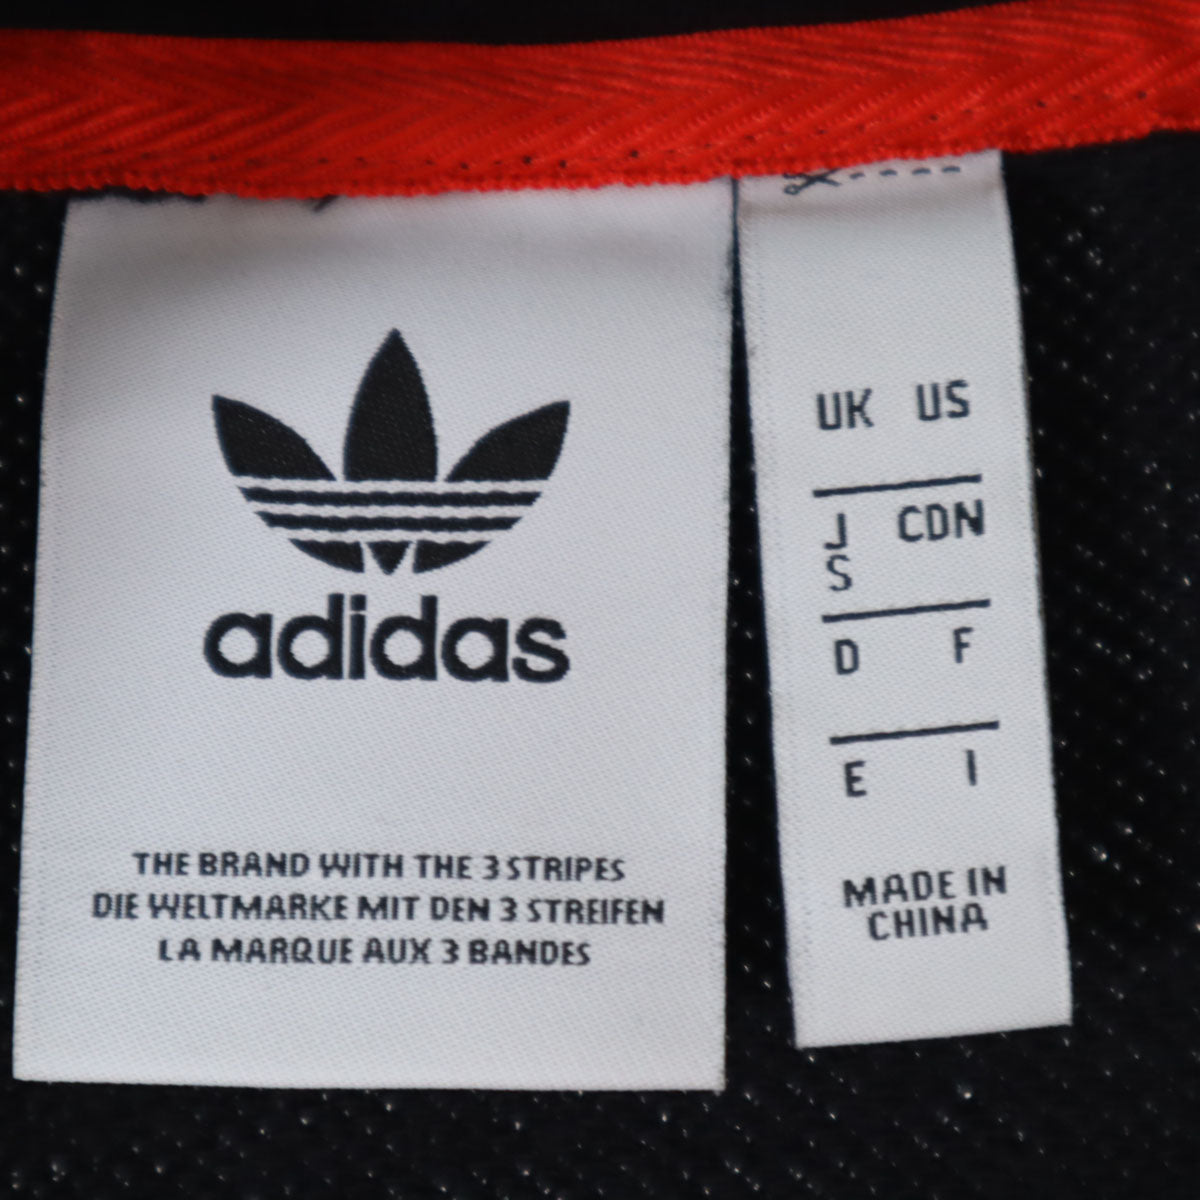 adidas
THE BRAND WITH THE 3 STRIPES
DIE WELTMARKE MIT DEN 3 STREIFEN
LA MARQUE AUX 3 BANDES
UK US
J CDN
S
D F
E I
MADE IN
CHINA